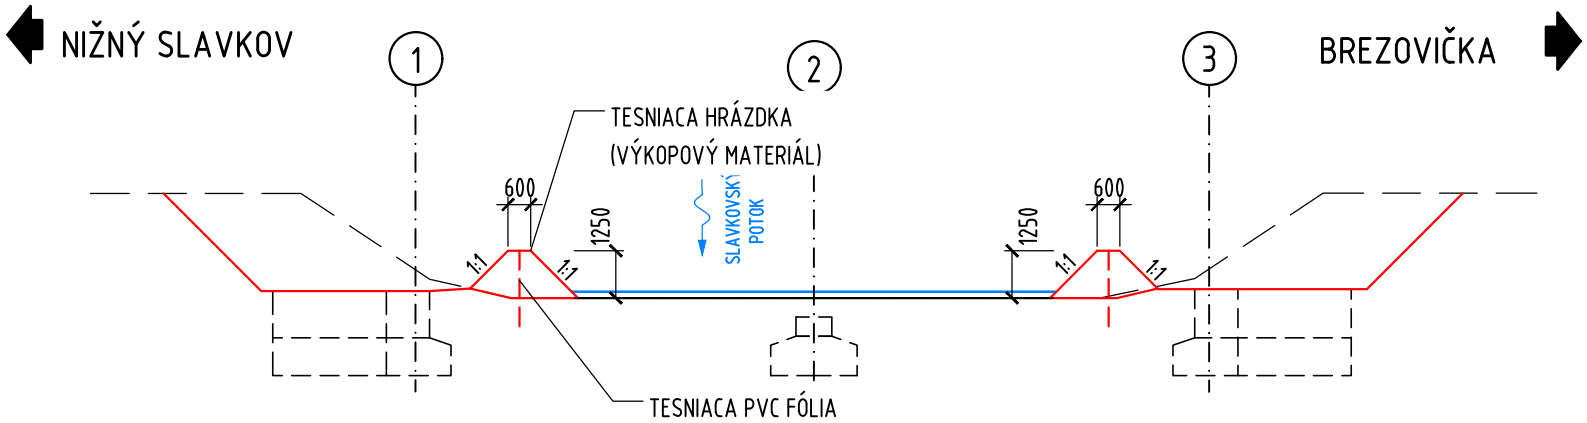 NIŽNÝ SLAVKOV
1
2
3
BREZOVIČKA
TESNIACA HRÁDZKA
(VÝKOPOVÝ MATERIÁL)
600
1250
1:1
1:1
SLAVKOVSKÝ
POTOK
600
1250
1:1
1:1
TESNIACA PVC FÓLIA